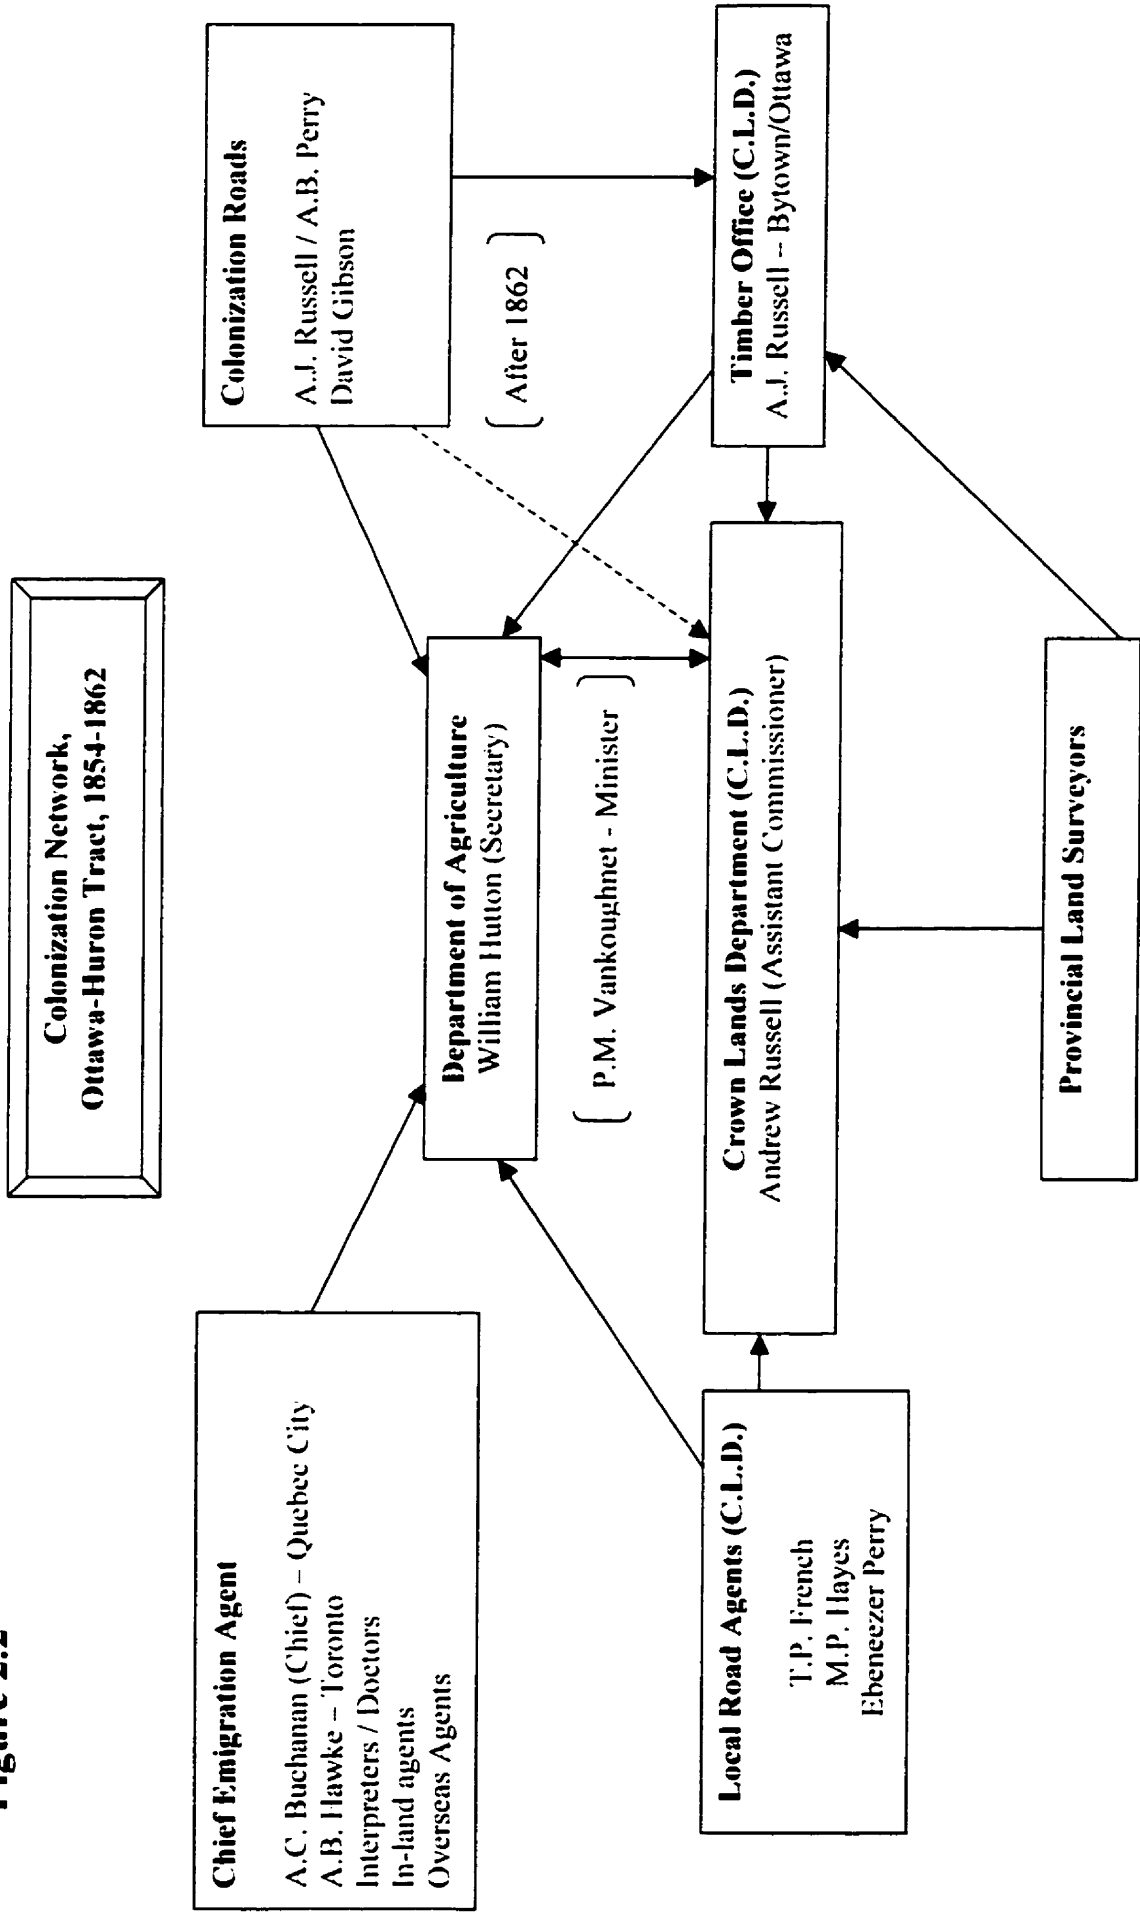 Figure 2.2
Colonization Network,
Ottawa-Huron Tract, 1854-1862
Chief Emigration Agent
A.C. Buchanan (Chief) – Quebec City
A.B. Hawke – Toronto
Interpreters / Doctors
In-land agents
Overseas Agents
Colonization Roads
A.J. Russell / A.B. Perry
David Gibson
Department of Agriculture
William Hutton (Secretary)
( After 1862 )
( P.M. Vankoughnet - Minister )
Local Road Agents (C.L.D.)
T.P. French
M.P. Hayes
Ebeneezer Perry
Crown Lands Department (C.L.D.)
Andrew Russell (Assistant Commissioner)
Timber Office (C.L.D.)
A.J. Russell -- Bytown/Ottawa
Provincial Land Surveyors